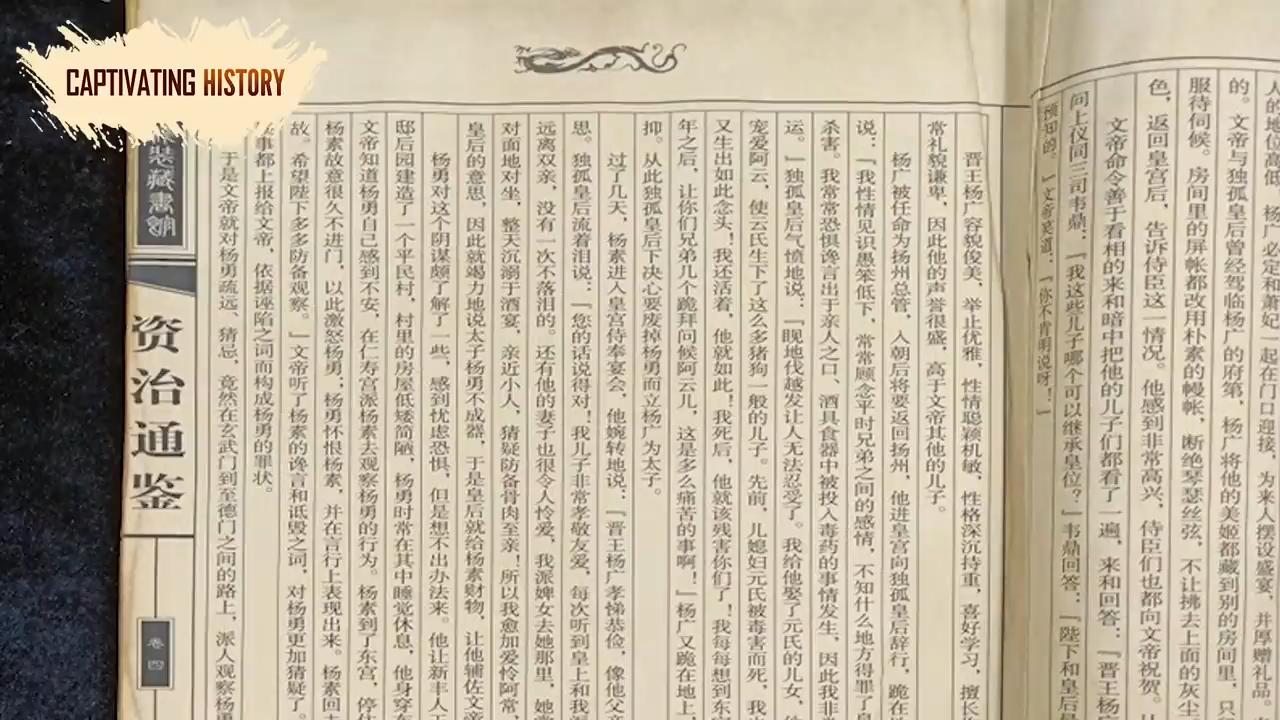 CAPTIVATING HISTORY
人的地位高低，杨广必定和萧妃一起在门口迎接，为来人摆设盛宴，并厚赠礼品。
的。文帝与独孤皇后曾经驾临杨广的府第，杨广将他的美姬都藏到别的房间里，只
服待伺候。房间里的屏帐都改用朴素的幔帐，断绝琴瑟丝弦，不让拂去上面的灰尘
色，返回皇宫后，告诉侍臣这一情况。他感到非常高兴，侍臣们也都向文帝祝贺。
文帝命令善于看相的来和暗中把他的儿子们都看了一遍，来和回答：“晋王杨
问上仪同三司韦鼎：“我这些儿子哪个可以继承皇位？”韦鼎回答：“陛下和皇后是
预知的。”文帝笑道：“你不肯明说呀！”
晋王杨广容貌俊美，举止优雅，性情聪颖机敏，性格深沉持重，喜好学习，擅长
常礼貌谦卑，因此他的声誉很盛，高于文帝其他的儿子。
杨广被任命为扬州总管，入朝后将要返回扬州，他进皇宫向独孤皇后辞行，跪在
说：“我性情见识愚笨低下，常常顾念平时兄弟之间的感情，不知什么地方得罪了皇
杀害。我常常恐惧谗言出于亲人之口、酒具食器中被投入毒药的事情发生，因此我非
运。”独孤皇后气愤地说：“睍地伐越发让人无法忍受了。我给他娶了元氏的儿女，
宠爱阿云，使云氏生下了这么多猪狗一般的儿子。先前，儿媳妇元氏被毒害而死，我
又生出如此念头！我还活着，他就如此！我死后，他就该残害你们了！我每每想到东宫
年之后，让你们兄弟几个跪拜问候阿云儿，这是多么痛苦的事啊！”杨广又跪在地上，
抑。从此独孤皇后下决心要废掉杨勇而立杨广为太子。
过了几天，杨素进入皇宫侍奉宴会，他婉转地说：“晋王杨广孝悌恭俭，像他父亲
思。独孤皇后流着泪说：“您的话说得对！我儿子非常孝敬友爱，每次听到皇上和我派
远离双亲，没有一次不落泪的。还有他的妻子也很令人怜爱，我派婢女去她那里，她常
对面地对坐，整天沉溺于酒宴，亲近小人，猜疑防备骨肉至亲！所以我愈加爱怜阿常，
皇后的意思，因此就竭力地说太子杨勇不成器，于是皇后就给杨素财物，让他辅佐文帝
杨勇对这个阴谋颇了解了一些，感到忧虑恐惧，但是想不出办法来。他让新丰人王
邸后园建造了一个平民村，村里的房屋低矮简陋，杨勇时常在其中睡觉休息，他身穿布
文帝知道杨勇自己感到不安，在仁寿宫派杨素去观察杨勇的行为。杨素到了东宫，停住
杨素故意很久不进门，以此激怒杨勇；杨勇怀恨杨素，并在言行上表现出来。杨素回去
故。希望陛下多多防备观察。”文帝听了杨素的谗言和诋毁之词，对杨勇更加猜疑了。
事都上报给文帝，依据诬陷之词而构成杨勇的罪状。
于是文帝就对杨勇疏远、猜忌，竟然在玄武门到至德门之间的路上，派人观察杨勇
资治通鉴
卷四